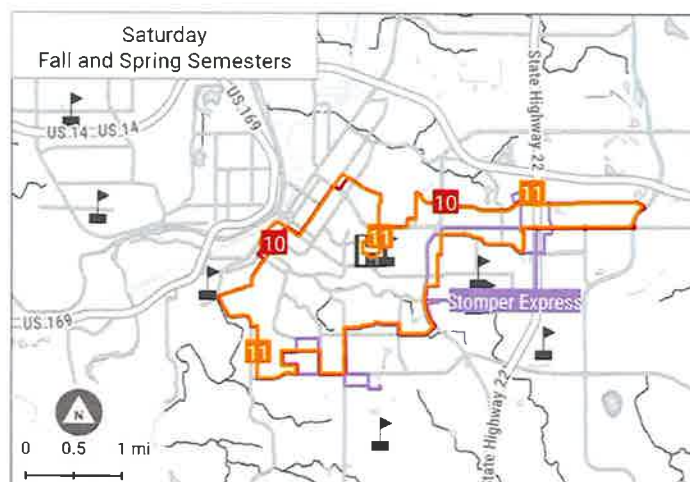 Saturday
Fall and Spring Semesters
US 169
State Highway 22
US 14 US 14
11
10
10
11
Stomper Express
US 169
11
State Highway 22
N
0 0.5 1 mi